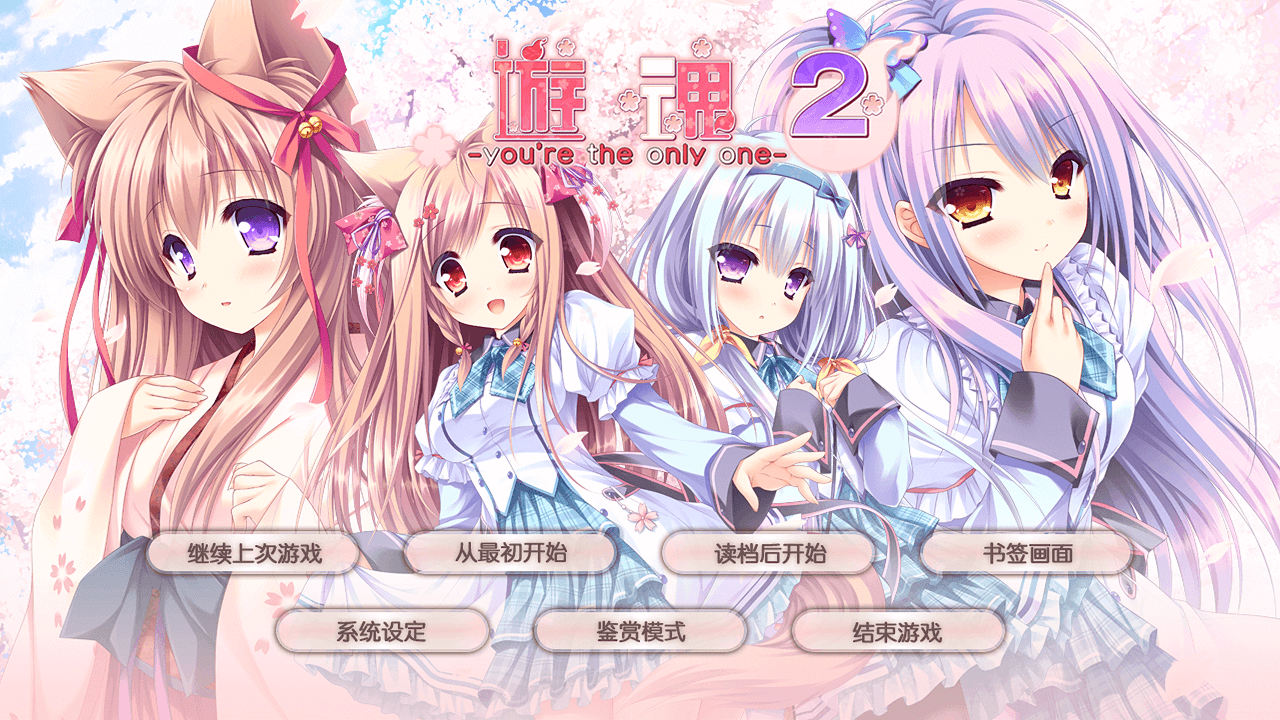 遊魂2
-you're the only one-
继续上次游戏
从最初开始
读档后开始
书签画面
系统设定
鉴赏模式
结束游戏